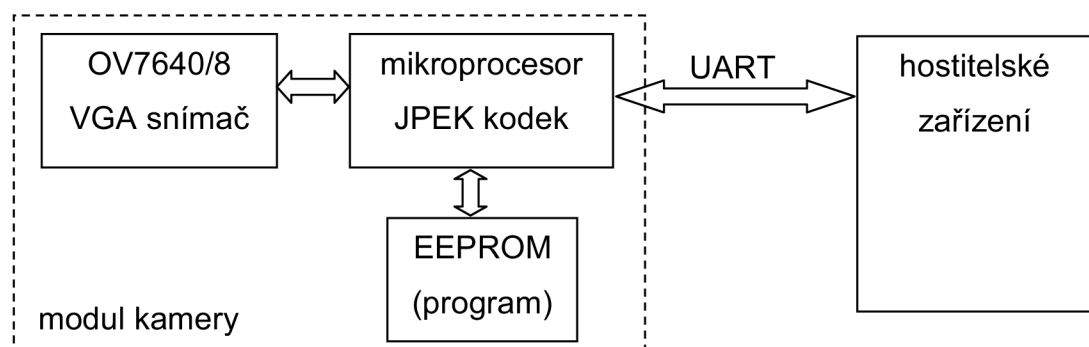 OV7640/8
VGA snímač
mikroprocesor
JPEK kodek
UART
hostitelské
zařízení
EEPROM
(program)
modul kamery